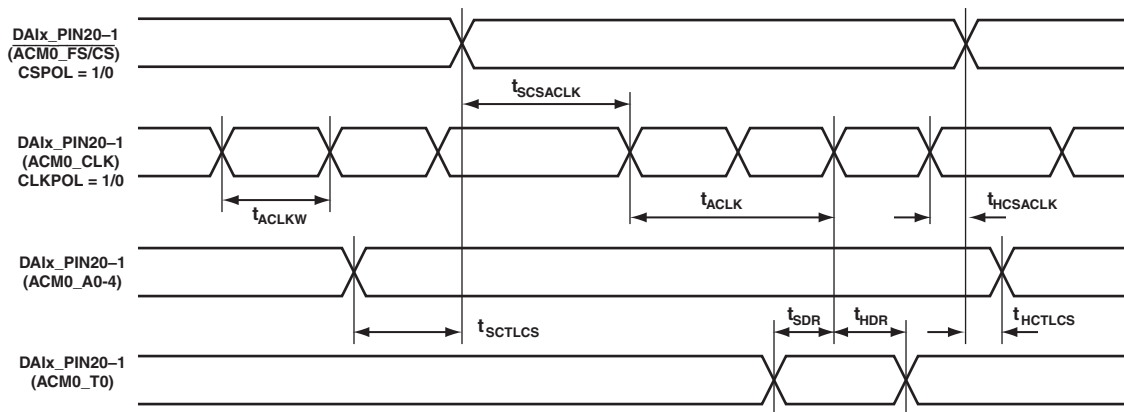 DAIx_PIN20–1
(ACM0_FS/CS)
CSPOL = 1/0
tSCSACLK
DAIx_PIN20–1
(ACM0_CLK)
CLKPOL = 1/0
tACLKW
tACLK
tHCSACLK
DAIx_PIN20–1
(ACM0_A0-4)
tSCTLCS
tSDR
tHDR
tHCTLCS
DAIx_PIN20–1
(ACM0_T0)